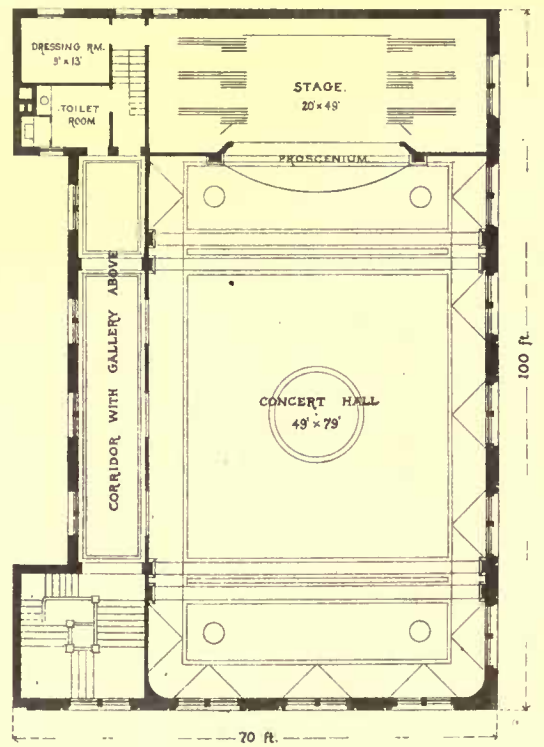 DRESSING RM.
9' x 13'
TOILET
ROOM
STAGE.
20' x 49'
PROSCENIUM.
CORRIDOR WITH GALLERY ABOVE
CONCERT HALL
49' x 79'
100 ft.
70 ft.